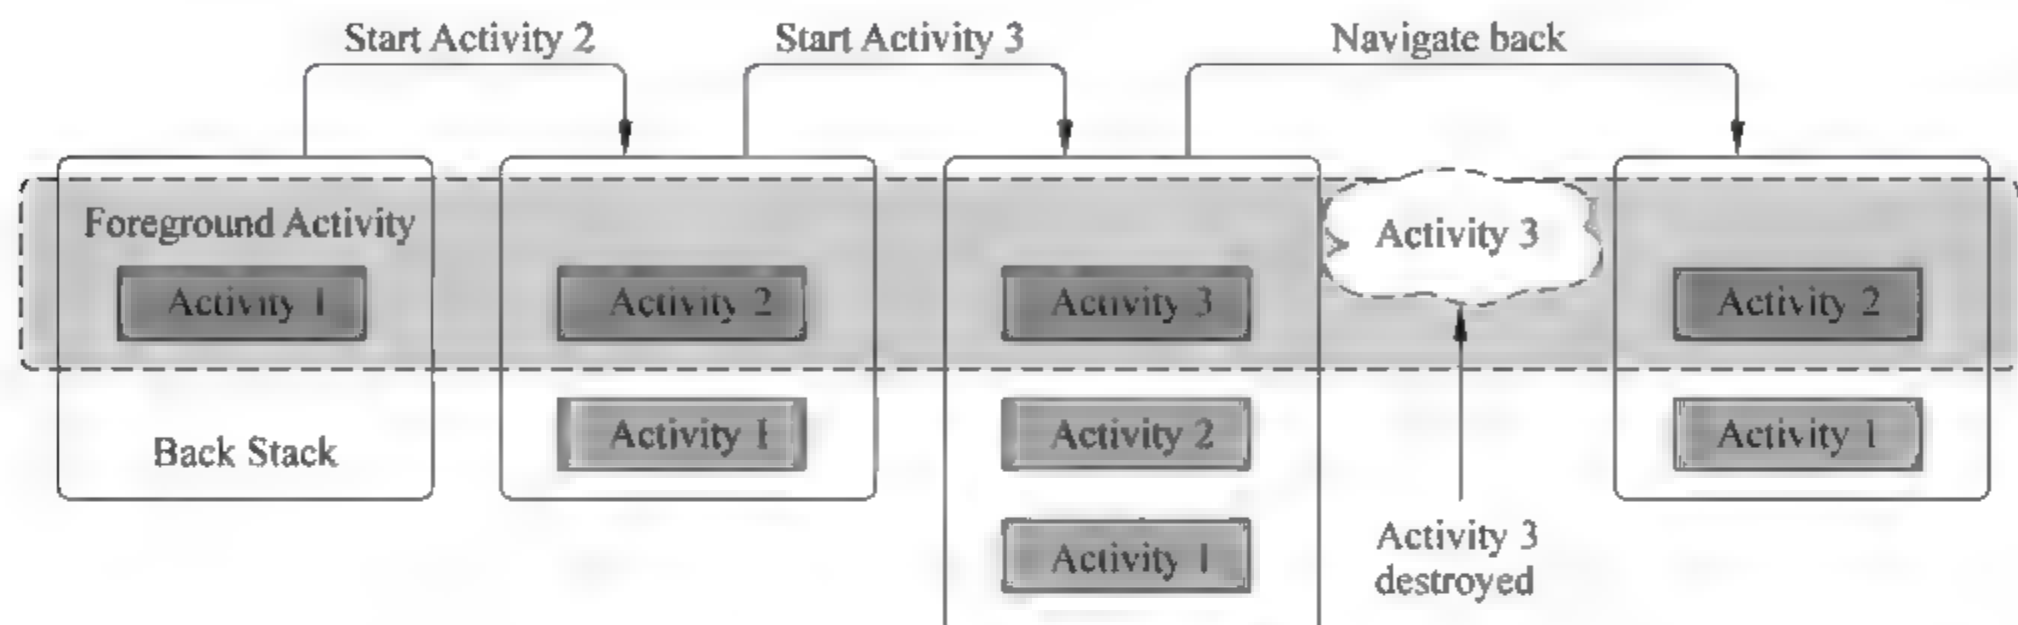 Start Activity 2
Start Activity 3
Navigate back
Foreground Activity
Activity 3
Activity 1
Activity 2
Activity 3
Activity 2
Activity 1
Activity 2
Activity 1
Back Stack
Activity 1
Activity 3
destroyed